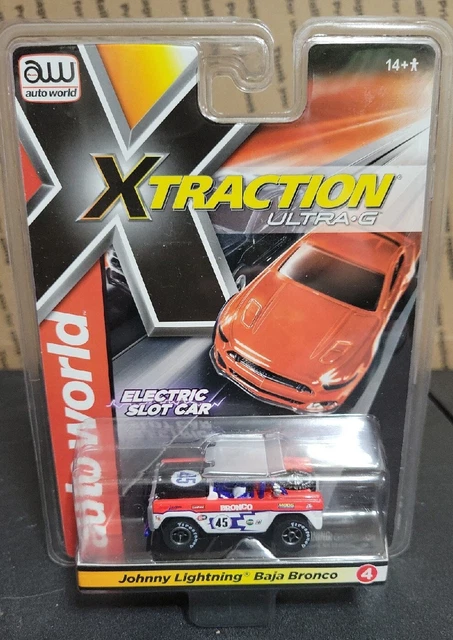 aw
auto world
14+
XTRACTION
ULTRA·G
auto world
ELECTRIC
SLOT CAR
45
BRONCO
45
Johnny Lightning® Baja Bronco
4